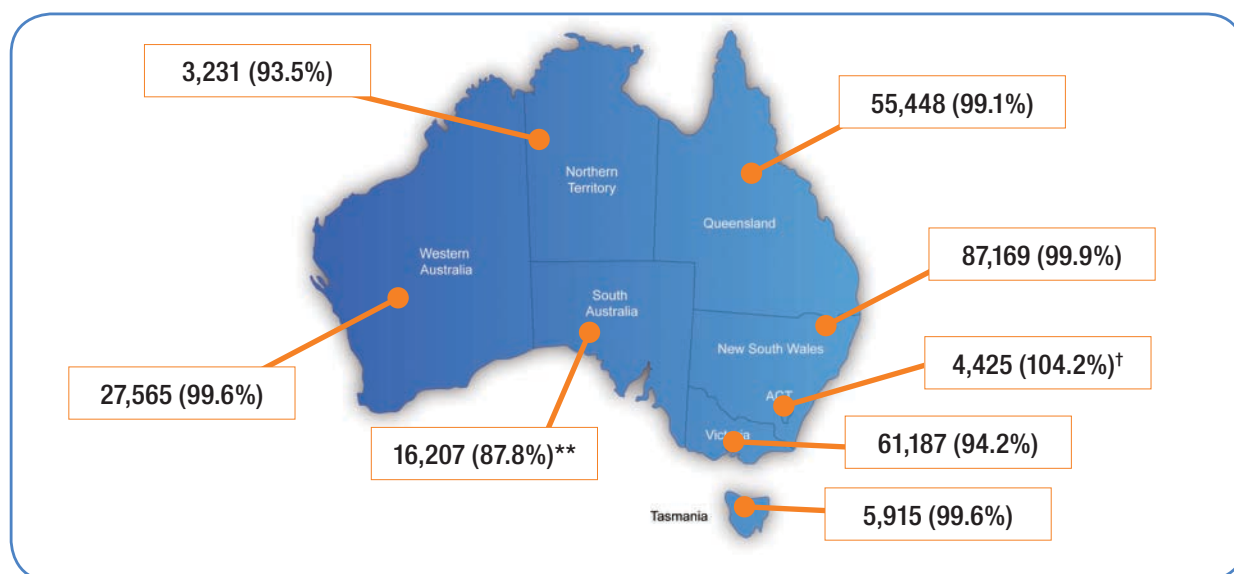 3,231 (93.5%)
55,448 (99.1%)
Northern
Territory
Queensland
Western
Australia
87,169 (99.9%)
South
Australia
New South Wales
4,425 (104.2%)†
27,565 (99.6%)
ACT
16,207 (87.8%)**
Victoria
61,187 (94.2%)
Tasmania
5,915 (99.6%)